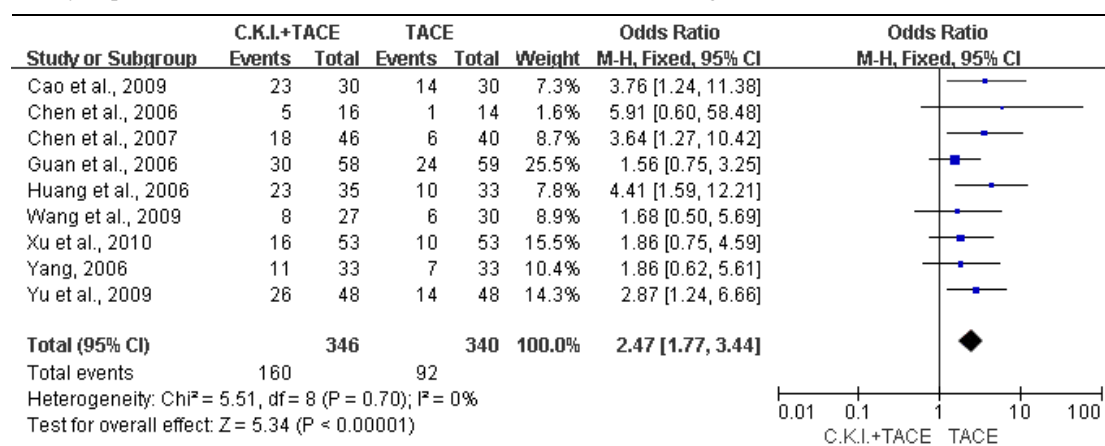 C.K.I.+TACE TACE Odds Ratio Odds Ratio
Study or Subgroup Events Total Events Total Weight M-H, Fixed, 95% CI M-H, Fixed, 95% CI
Cao et al., 2009 23 30 14 30 7.3% 3.76 [1.24, 11.38]
Chen et al., 2006 5 16 1 14 1.6% 5.91 [0.60, 58.48]
Chen et al., 2007 18 46 6 40 8.7% 3.64 [1.27, 10.42]
Guan et al., 2006 30 58 24 59 25.5% 1.56 [0.75, 3.25]
Huang et al., 2006 23 35 10 33 7.8% 4.41 [1.59, 12.21]
Wang et al., 2009 8 27 6 30 8.9% 1.68 [0.50, 5.69]
Xu et al., 2010 16 53 10 53 15.5% 1.86 [0.75, 4.59]
Yang, 2006 11 33 7 33 10.4% 1.86 [0.62, 5.61]
Yu et al., 2009 26 48 14 48 14.3% 2.87 [1.24, 6.66]
Total (95% CI) 346 340 100.0% 2.47 [1.77, 3.44]
Total events 160 92
Heterogeneity: Chi² = 5.51, df = 8 (P = 0.70); I² = 0%
Test for overall effect: Z = 5.34 (P < 0.00001)
0.01 0.1 1 10 100
C.K.I.+TACE TACE